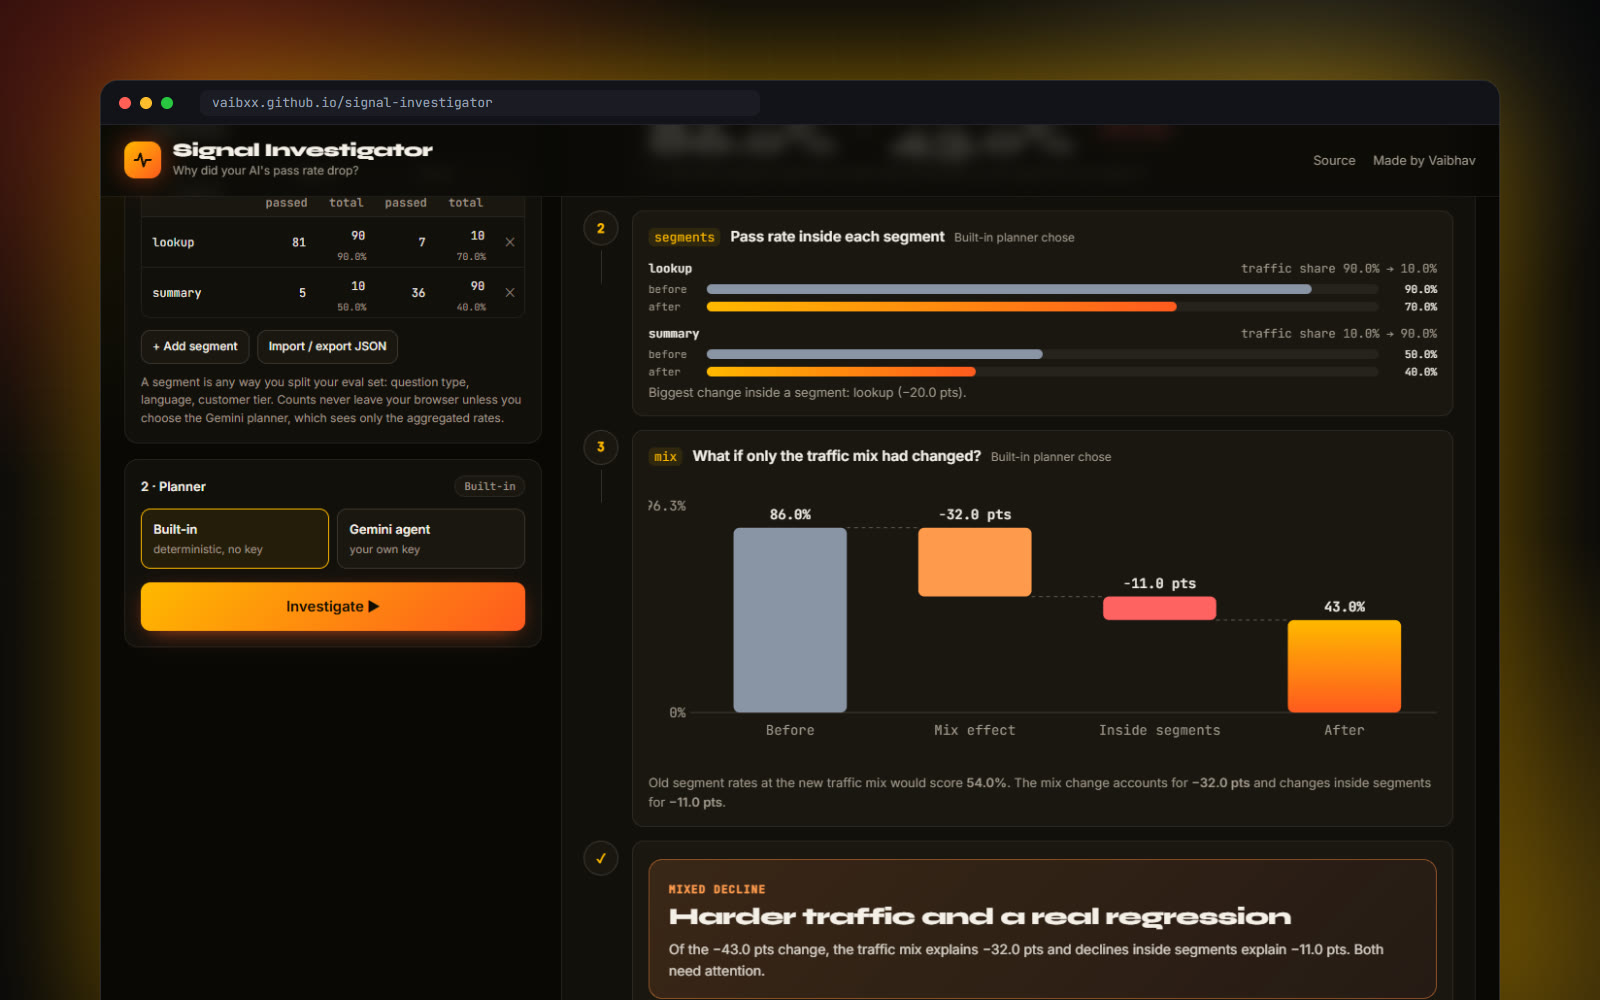 vaibxx.github.io/signal-investigator
Signal Investigator
Why did your AI's pass rate drop?
Source Made by Vaibhav
passed total passed total
lookup 81 90 7 10
90.0% 70.0%
summary 5 10 36 90
50.0% 40.0%
+ Add segment Import / export JSON
A segment is any way you split your eval set: question type,
language, customer tier. Counts never leave your browser unless you
choose the Gemini planner, which sees only the aggregated rates.
2 · Planner Built-in
Built-in
deterministic, no key
Gemini agent
your own key
Investigate ▶
2
segments Pass rate inside each segment Built-in planner chose
lookup traffic share 90.0% → 10.0%
before 90.0%
after 70.0%
summary traffic share 10.0% → 90.0%
before 50.0%
after 40.0%
Biggest change inside a segment: lookup (−20.0 pts).
3
mix What if only the traffic mix had changed? Built-in planner chose
86.0% -32.0 pts
-11.0 pts
43.0%
0%
Before Mix effect Inside segments After
Old segment rates at the new traffic mix would score 54.0%. The mix change accounts for −32.0 pts and changes inside segments
for −11.0 pts.
✓
MIXED DECLINE
Harder traffic and a real regression
Of the −43.0 pts change, the traffic mix explains −32.0 pts and declines inside segments explain −11.0 pts. Both
need attention.